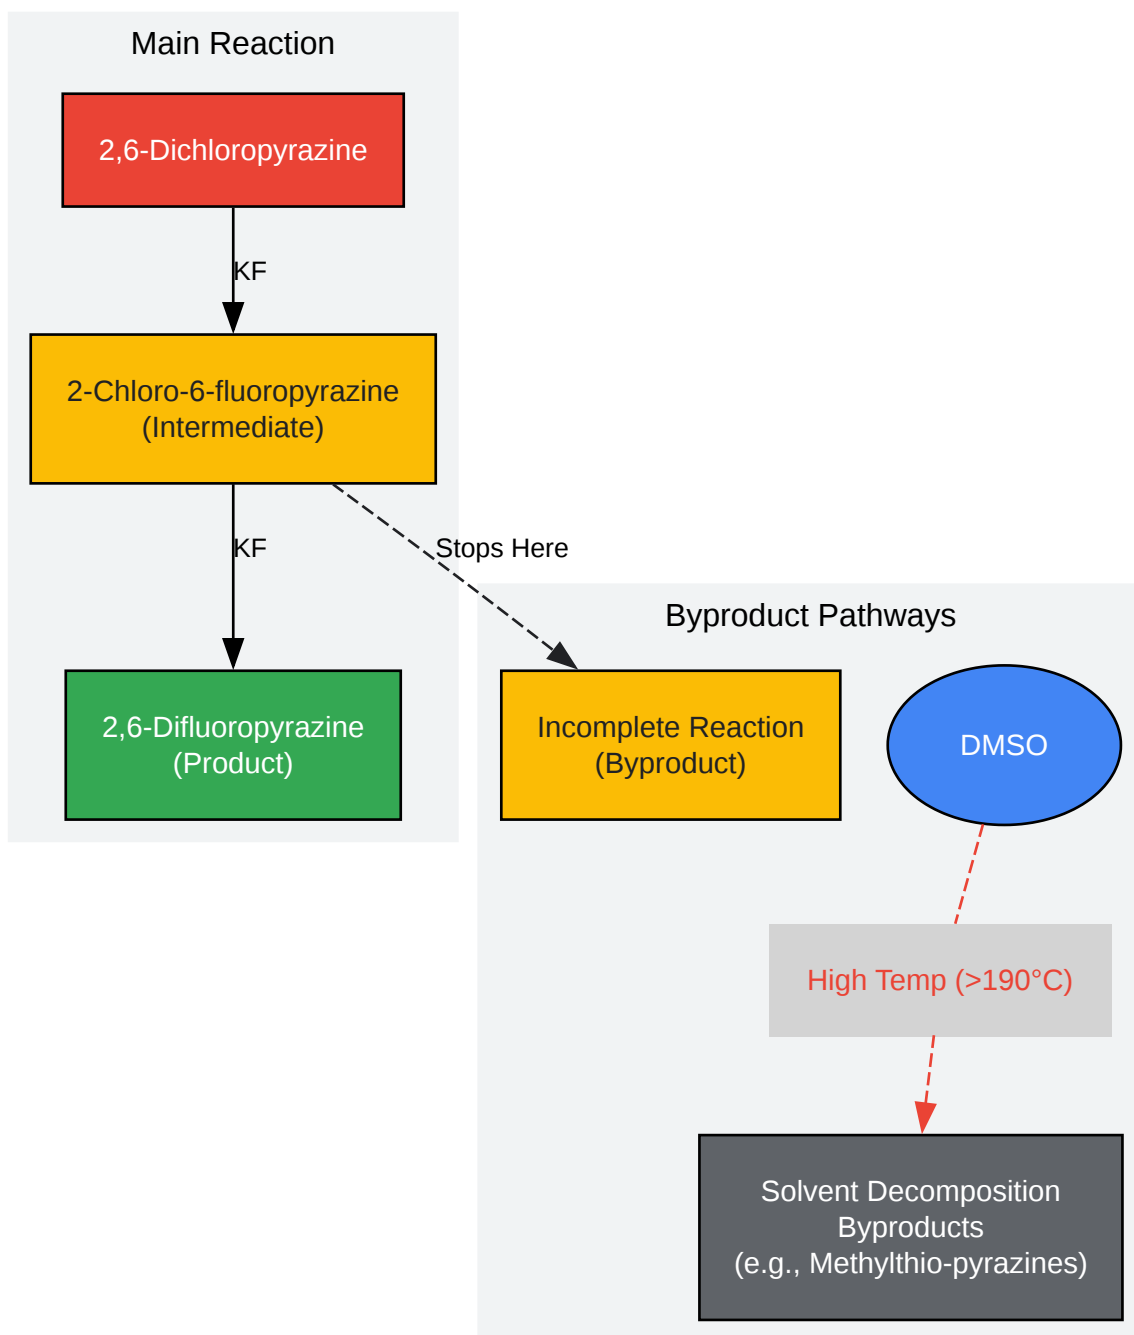 Main Reaction
2,6-Dichloropyrazine
KF
2-Chloro-6-fluoropyrazine
(Intermediate)
KF
Stops Here
2,6-Difluoropyrazine
(Product)
Byproduct Pathways
Incomplete Reaction
(Byproduct)
DMSO
High Temp (>190°C)
Solvent Decomposition
Byproducts
(e.g., Methylthio-pyrazines)